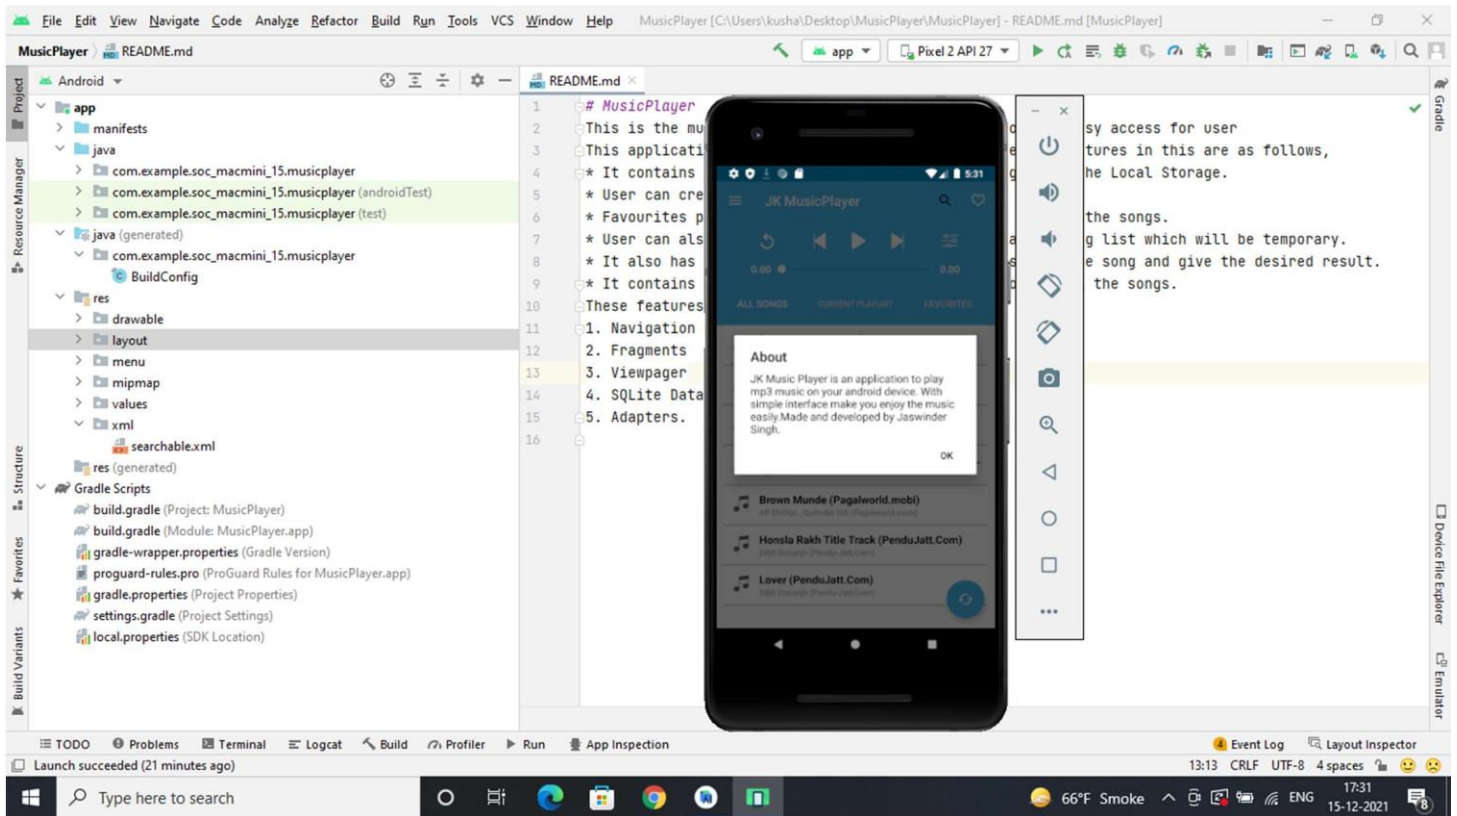 File Edit View Navigate Code Analyze Refactor Build Run Tools VCS Window Help MusicPlayer [C:\Users\kusha\Desktop\MusicPlayer\MusicPlayer] - README.md [MusicPlayer]
MusicPlayer README.md app Pixel 2 API 27
Project
Resource Manager
Structure
Favorites
Build Variants
Android
app
manifests
java
com.example.soc_macmini_15.musicplayer
com.example.soc_macmini_15.musicplayer (androidTest)
com.example.soc_macmini_15.musicplayer (test)
java (generated)
com.example.soc_macmini_15.musicplayer
BuildConfig
res
drawable
layout
menu
mipmap
values
xml
searchable.xml
res (generated)
Gradle Scripts
build.gradle (Project: MusicPlayer)
build.gradle (Module: MusicPlayer.app)
gradle-wrapper.properties (Gradle Version)
proguard-rules.pro (ProGuard Rules for MusicPlayer.app)
gradle.properties (Project Properties)
settings.gradle (Project Settings)
local.properties (SDK Location)
README.md
1 # MusicPlayer
2 This is the mu sy access for user
3 This applicati tures in this are as follows,
4 * It contains he Local Storage.
5 * User can cre
6 * Favourites p the songs.
7 * User can als g list which will be temporary.
8 * It also has e song and give the desired result.
9 * It contains the songs.
10 These features
11 1. Navigation
12 2. Fragments
13 3. Viewpager
14 4. SQLite Data
15 5. Adapters.
16
5:31
JK MusicPlayer
0.00 0.00
ALL SONGS CURRENT PLAYLIST FAVORITES
About
JK Music Player is an application to play
mp3 music on your android device. With
simple interface make you enjoy the music
easily.Made and developed by Jaswinder
Singh.
OK
Brown Munde (Pagalworld.mobi)
Honsla Rakh Title Track (PenduJatt.Com)
Lover (PenduJatt.Com)
Gradle
Device File Explorer
Emulator
TODO Problems Terminal Logcat Build Profiler Run App Inspection 4 Event Log Layout Inspector
Launch succeeded (21 minutes ago) 13:13 CRLF UTF-8 4 spaces
Type here to search 66°F Smoke ENG 17:31
15-12-2021 8